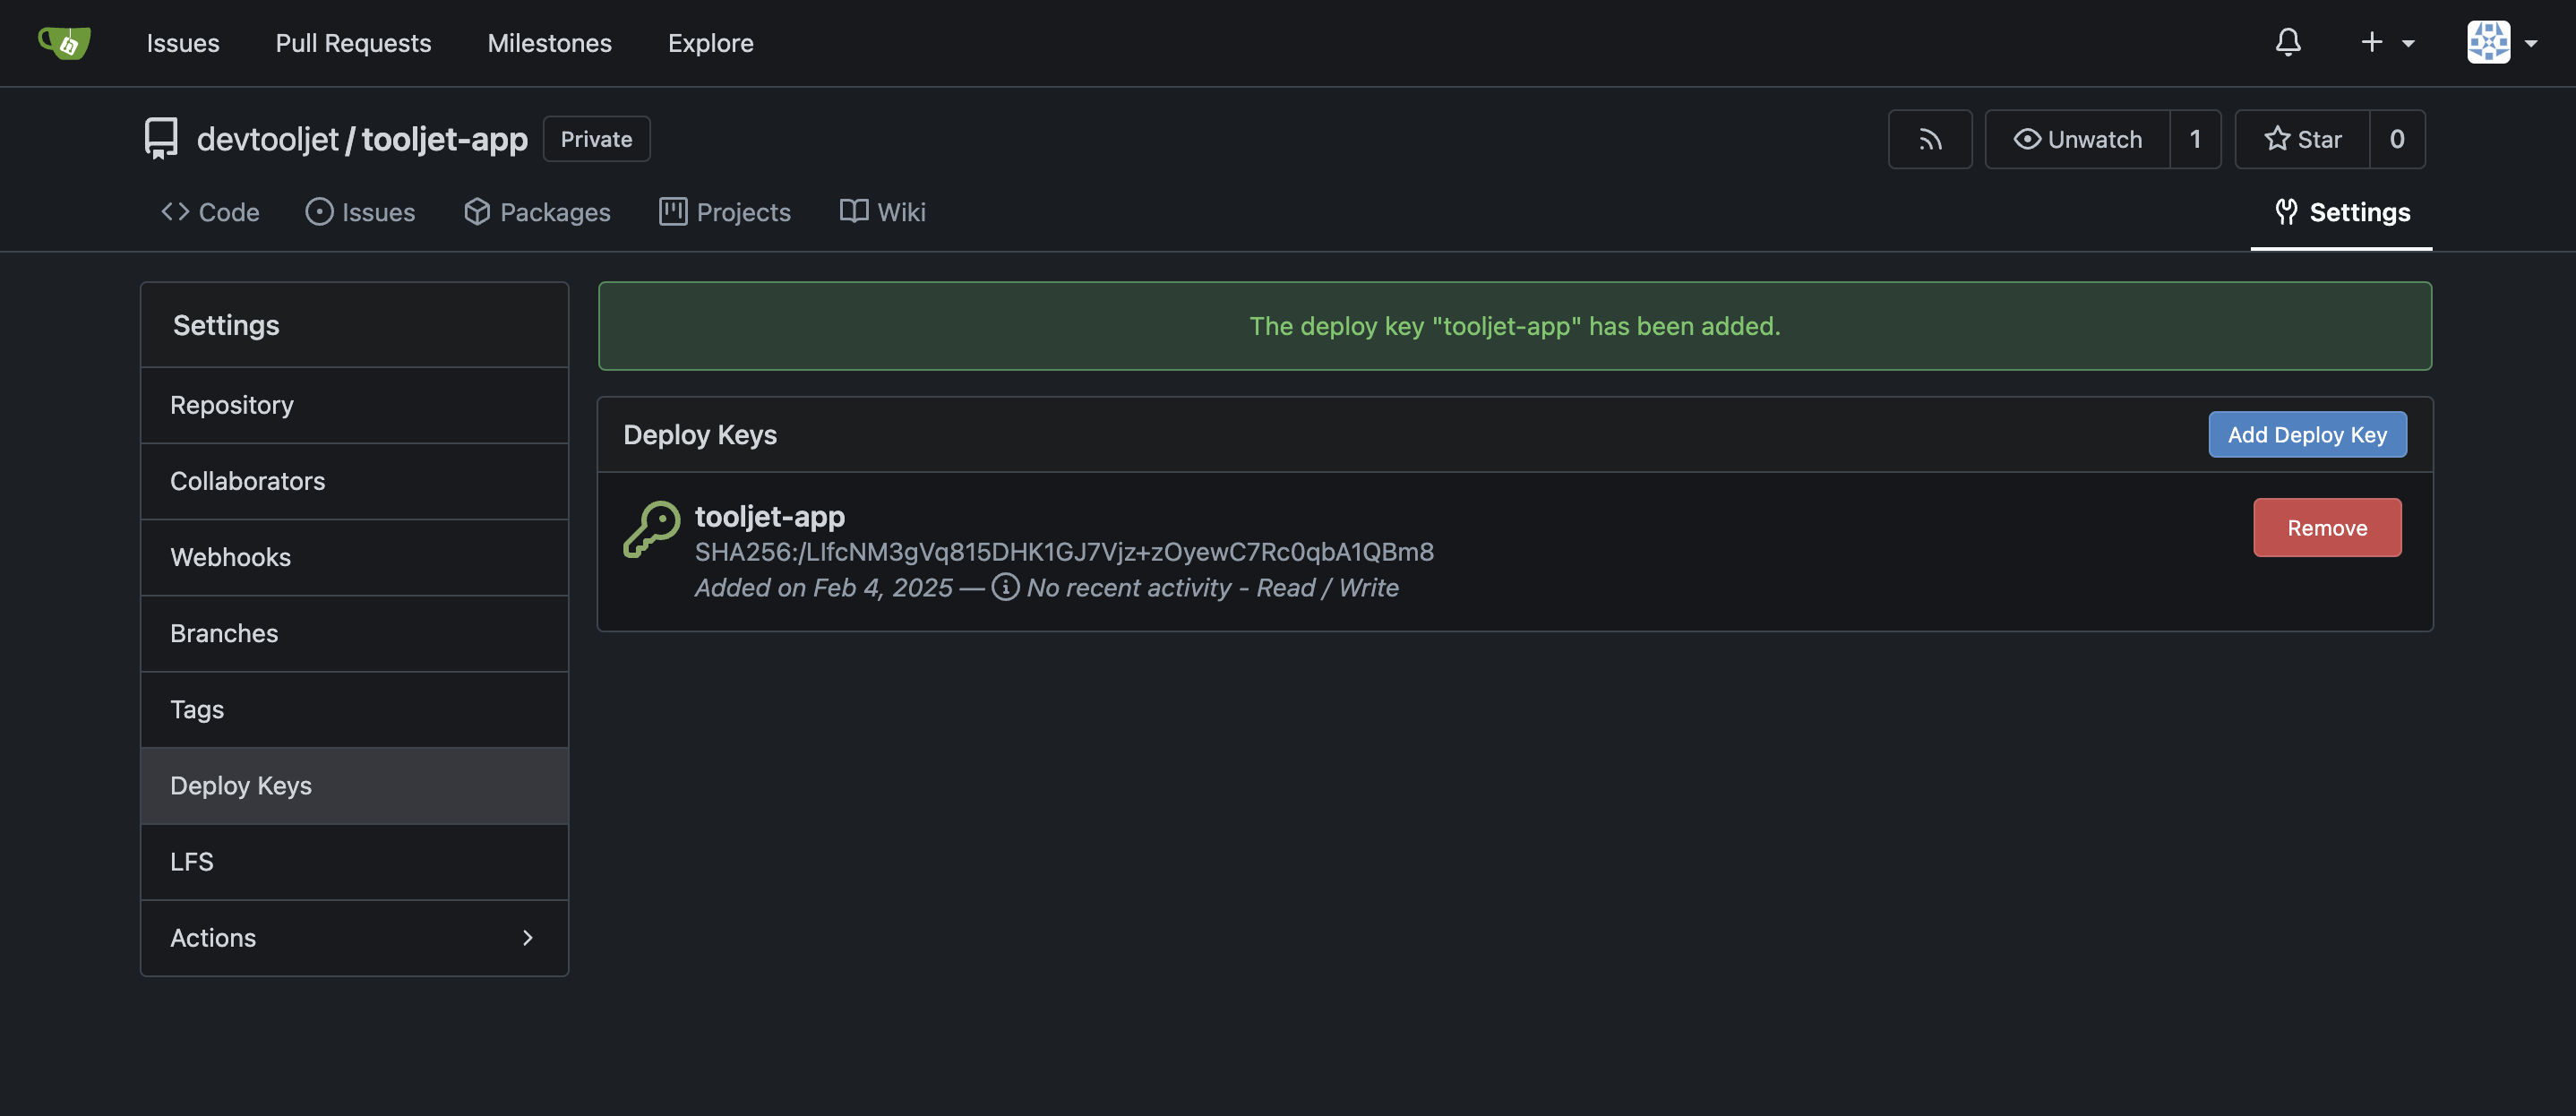 Issues Pull Requests Milestones Explore
devtooljet / tooljet-app Private
Unwatch 1 Star 0
Code Issues Packages Projects Wiki Settings
Settings
Repository
Collaborators
Webhooks
Branches
Tags
Deploy Keys
LFS
Actions
The deploy key "tooljet-app" has been added.
Deploy Keys Add Deploy Key
tooljet-app Remove
SHA256:/LIfcNM3gVq815DHK1GJ7Vjz+zOyewC7Rc0qbA1QBm8
Added on Feb 4, 2025 — No recent activity - Read / Write